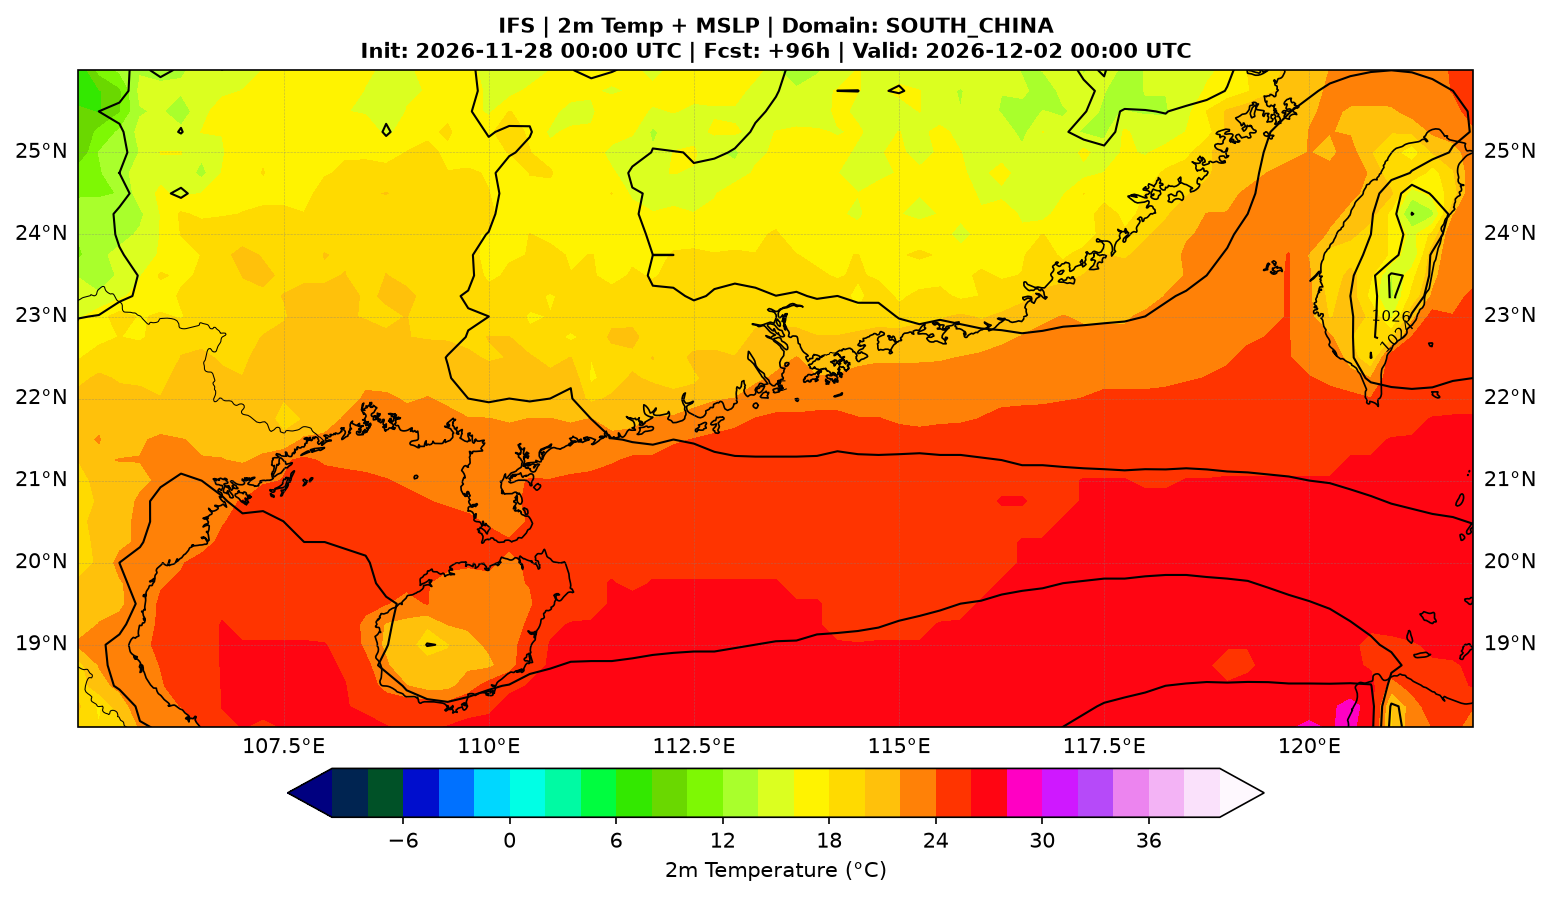 IFS | 2m Temp + MSLP | Domain: SOUTH_CHINA
Init: 2026-11-28 00:00 UTC | Fcst: +96h | Valid: 2026-12-02 00:00 UTC
25°N 25°N
24°N 24°N
23°N 1026 23°N
1024
22°N 22°N
21°N 21°N
20°N 20°N
19°N 19°N
107.5°E 110°E 112.5°E 115°E 117.5°E 120°E
−6 0 6 12 18 24 30 36
2m Temperature (°C)